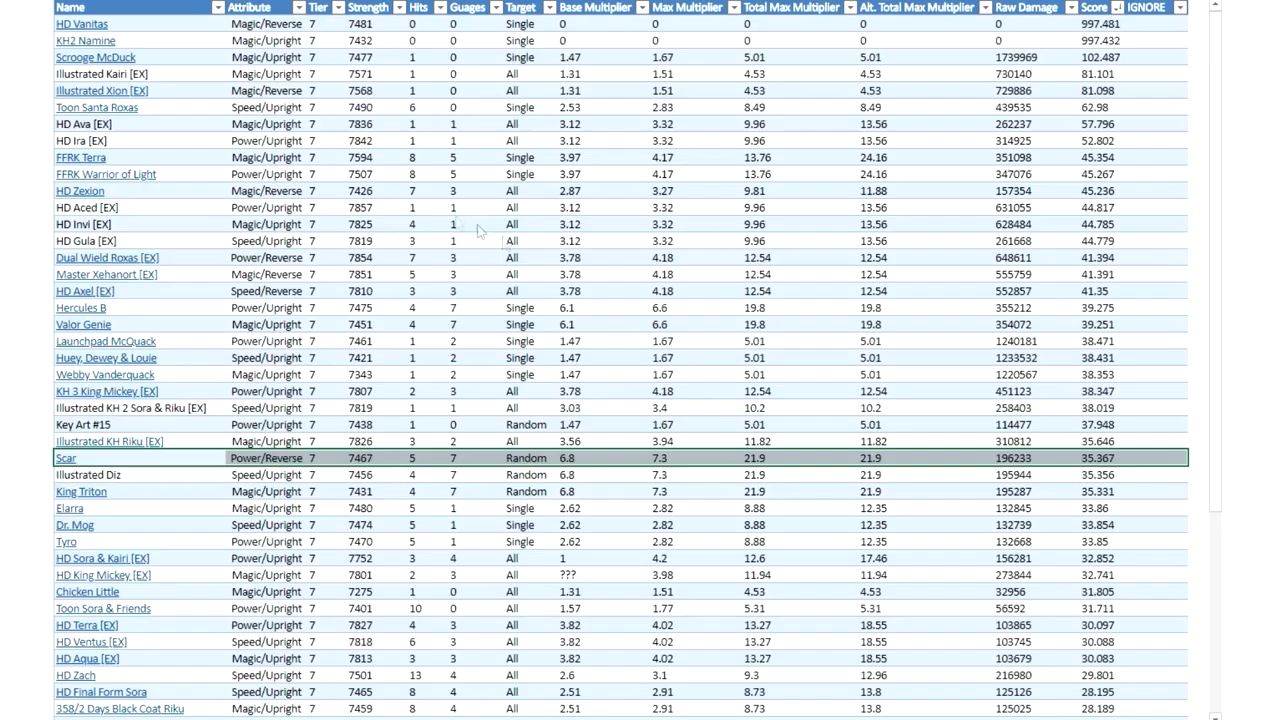 Name Attribute Tier Strength Hits Guages Target Base Multiplier Max Multiplier Total Max Multiplier Alt. Total Max Multiplier Raw Damage Score IGNORE
HD Vanitas Magic/Reverse 7 7481 0 0 Single 0 0 0 0 0 997.481
KH2 Namine Magic/Upright 7 7432 0 0 Single 0 0 0 0 0 997.432
Scrooge McDuck Magic/Upright 7 7477 1 0 Single 1.47 1.67 5.01 5.01 1739969 102.487
Illustrated Kairi [EX] Magic/Upright 7 7571 1 0 All 1.31 1.51 4.53 4.53 730140 81.101
Illustrated Xion [EX] Magic/Reverse 7 7568 1 0 All 1.31 1.51 4.53 4.53 729886 81.098
Toon Santa Roxas Speed/Upright 7 7490 6 0 Single 2.53 2.83 8.49 8.49 439535 62.98
HD Ava [EX] Magic/Upright 7 7836 1 1 All 3.12 3.32 9.96 13.56 262237 57.796
HD Ira [EX] Power/Upright 7 7842 1 1 All 3.12 3.32 9.96 13.56 314925 52.802
FFRK Terra Magic/Upright 7 7594 8 5 Single 3.97 4.17 13.76 24.16 351098 45.354
FFRK Warrior of Light Power/Upright 7 7507 8 5 Single 3.97 4.17 13.76 24.16 347076 45.267
HD Zexion Magic/Reverse 7 7426 7 3 All 2.87 3.27 9.81 11.88 157354 45.236
HD Aced [EX] Power/Upright 7 7857 1 1 All 3.12 3.32 9.96 13.56 631055 44.817
HD Invi [EX] Magic/Upright 7 7825 4 1 All 3.12 3.32 9.96 13.56 628484 44.785
HD Gula [EX] Speed/Upright 7 7819 3 1 All 3.12 3.32 9.96 13.56 261668 44.779
Dual Wield Roxas [EX] Power/Reverse 7 7854 7 3 All 3.78 4.18 12.54 12.54 648611 41.394
Master Xehanort [EX] Magic/Reverse 7 7851 5 3 All 3.78 4.18 12.54 12.54 555759 41.391
HD Axel [EX] Speed/Reverse 7 7810 3 3 All 3.78 4.18 12.54 12.54 552857 41.35
Hercules B Power/Upright 7 7475 4 7 Single 6.1 6.6 19.8 19.8 355212 39.275
Valor Genie Magic/Upright 7 7451 4 7 Single 6.1 6.6 19.8 19.8 354072 39.251
Launchpad McQuack Power/Upright 7 7461 1 2 Single 1.47 1.67 5.01 5.01 1240181 38.471
Huey, Dewey & Louie Speed/Upright 7 7421 1 2 Single 1.47 1.67 5.01 5.01 1233532 38.431
Webby Vanderquack Magic/Upright 7 7343 1 2 Single 1.47 1.67 5.01 5.01 1220567 38.353
KH 3 King Mickey [EX] Power/Upright 7 7807 2 3 All 3.78 4.18 12.54 12.54 451123 38.347
Illustrated KH 2 Sora & Riku [EX] Speed/Upright 7 7819 1 1 All 3.03 3.4 10.2 10.2 258403 38.019
Key Art #15 Power/Upright 7 7438 1 0 Random 1.47 1.67 5.01 5.01 114477 37.948
Illustrated KH Riku [EX] Magic/Upright 7 7826 3 2 All 3.56 3.94 11.82 11.82 310812 35.646
Scar Power/Reverse 7 7467 5 7 Random 6.8 7.3 21.9 21.9 196233 35.367
Illustrated Diz Speed/Upright 7 7456 4 7 Random 6.8 7.3 21.9 21.9 195944 35.356
King Triton Magic/Upright 7 7431 4 7 Random 6.8 7.3 21.9 21.9 195287 35.331
Elarra Magic/Upright 7 7480 5 1 Single 2.62 2.82 8.88 12.35 132845 33.86
Dr. Mog Speed/Upright 7 7474 5 1 Single 2.62 2.82 8.88 12.35 132739 33.854
Tyro Power/Upright 7 7470 5 1 Single 2.62 2.82 8.88 12.35 132668 33.85
HD Sora & Kairi [EX] Power/Upright 7 7752 3 4 All 1 4.2 12.6 17.46 156281 32.852
HD King Mickey [EX] Magic/Upright 7 7801 2 3 All ??? 3.98 11.94 11.94 273844 32.741
Chicken Little Magic/Upright 7 7275 1 0 All 1.31 1.51 4.53 4.53 32956 31.805
Toon Sora & Friends Power/Upright 7 7401 10 0 All 1.57 1.77 5.31 5.31 56592 31.711
HD Terra [EX] Power/Upright 7 7827 4 3 All 3.82 4.02 13.27 18.55 103865 30.097
HD Ventus [EX] Speed/Upright 7 7818 6 3 All 3.82 4.02 13.27 18.55 103745 30.088
HD Aqua [EX] Magic/Upright 7 7813 3 3 All 3.82 4.02 13.27 18.55 103679 30.083
HD Zach Speed/Upright 7 7501 13 4 All 2.6 3.1 9.3 12.96 216980 29.801
HD Final Form Sora Speed/Upright 7 7465 8 4 All 2.51 2.91 8.73 13.8 125126 28.195
358/2 Days Black Coat Riku Magic/Upright 7 7459 8 4 All 2.51 2.91 8.73 13.8 125025 28.189